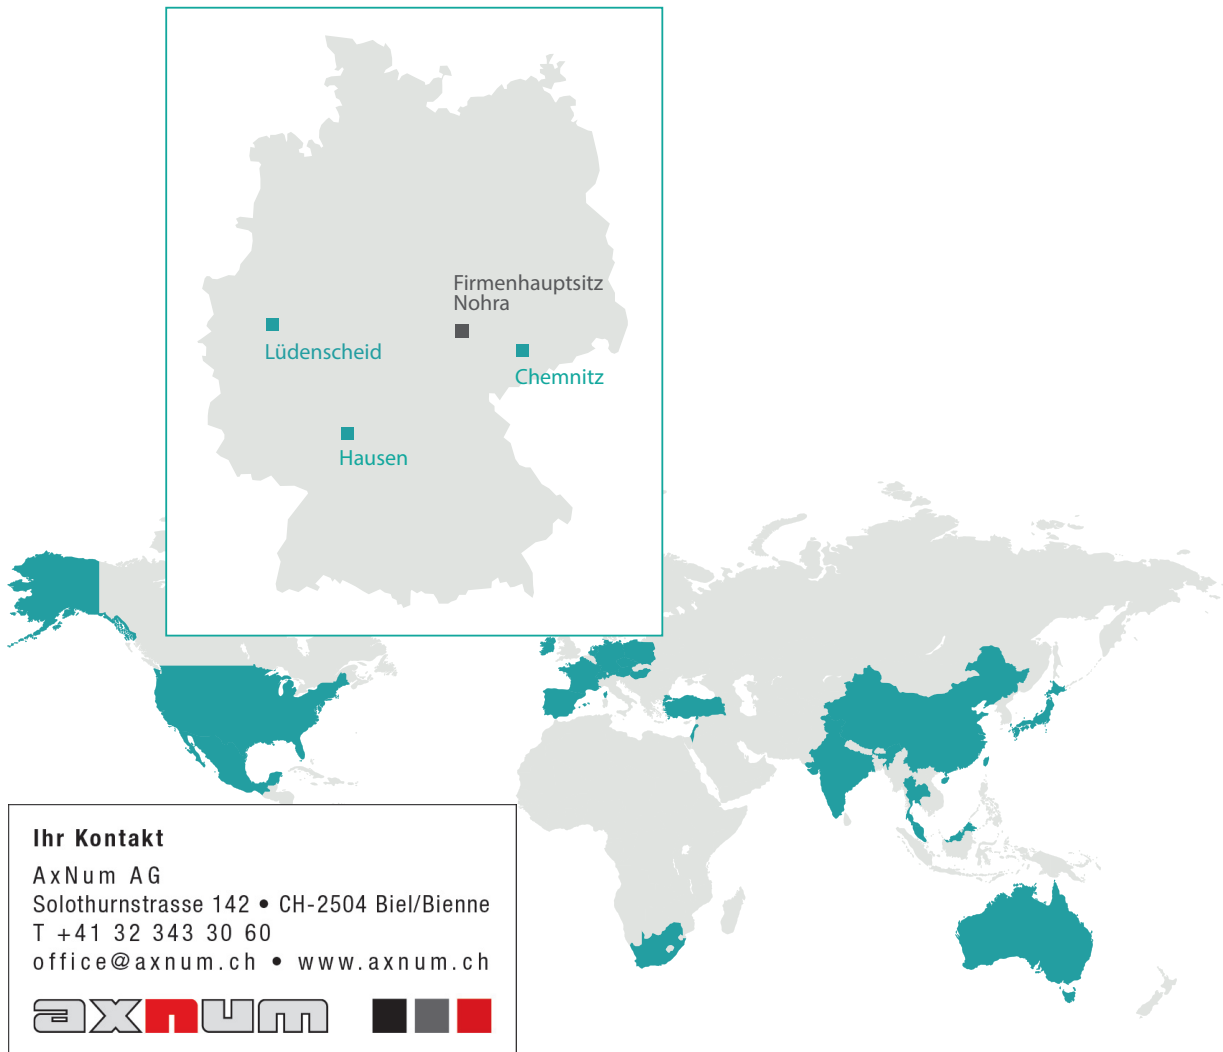 Firmenhauptsitz
Nohra
Lüdenscheid
Chemnitz
Hausen
Ihr Kontakt
AxNum AG
Solothurnstrasse 142 • CH-2504 Biel/Bienne
T +41 32 343 30 60
office@axnum.ch • www.axnum.ch
axnum